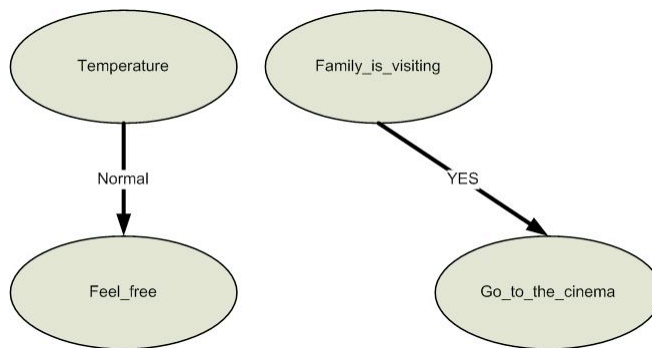 Temperature
Family_is_visiting
Normal
YES
Feel_free
Go_to_the_cinema